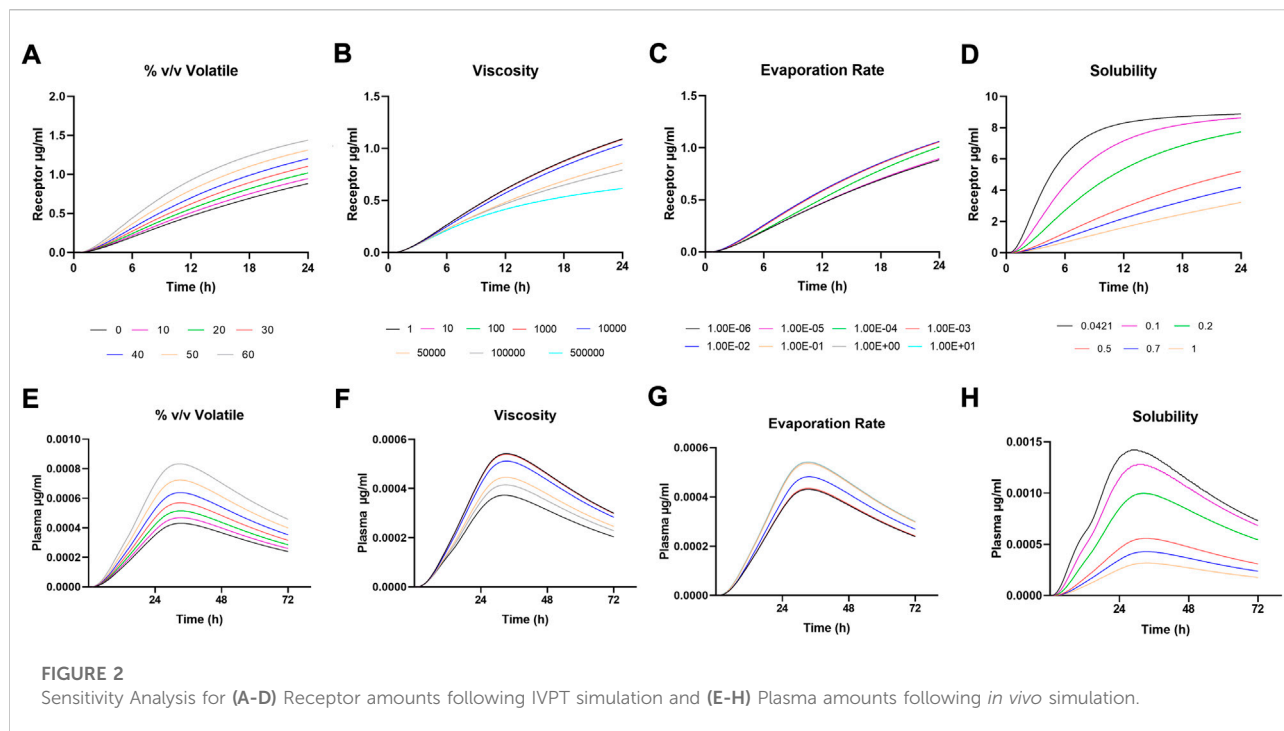 A
% v/v Volatile
Receptor µg/ml
2.0
1.5
1.0
0.5
0.0
0 6 12 18 24
Time (h)
0 10 20 30
40 50 60
B
Viscosity
Receptor µg/ml
1.5
1.0
0.5
0.0
0 6 12 18 24
Time (h)
1 10 100 1000 10000
50000 100000 500000
C
Evaporation Rate
Receptor µg/ml
1.5
1.0
0.5
0.0
0 6 12 18 24
Time (h)
1.00E-06 1.00E-05 1.00E-04 1.00E-03
1.00E-02 1.00E-01 1.00E+00 1.00E+01
D
Solubility
Receptor µg/ml
10
8
6
4
2
0
0 6 12 18 24
Time (h)
0.0421 0.1 0.2
0.5 0.7 1
E
% v/v Volatile
Plasma µg/ml
0.0010
0.0008
0.0006
0.0004
0.0002
0.0000
24 48 72
Time (h)
F
Viscosity
Plasma µg/ml
0.0006
0.0004
0.0002
0.0000
24 48 72
Time (h)
G
Evaporation Rate
Plasma µg/ml
0.0006
0.0004
0.0002
0.0000
24 48 72
Time (h)
H
Solubility
Plasma µg/ml
0.0015
0.0010
0.0005
0.0000
24 48 72
Time (h)
FIGURE 2
Sensitivity Analysis for (A-D) Receptor amounts following IVPT simulation and (E-H) Plasma amounts following in vivo simulation.